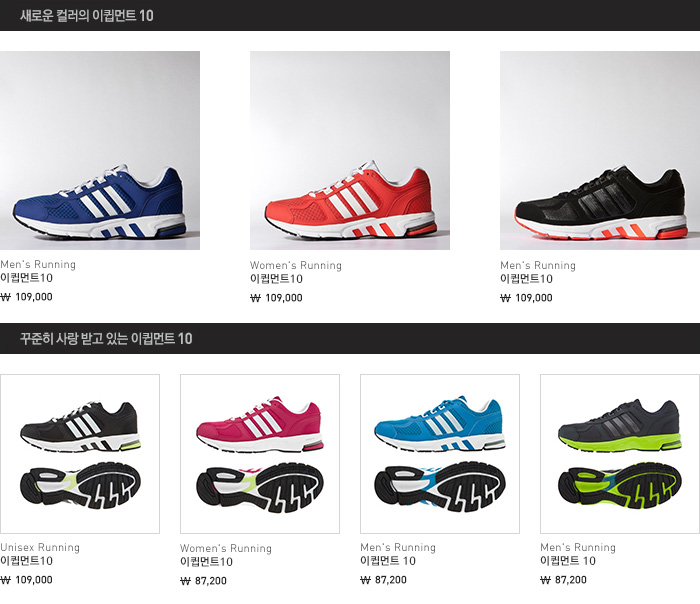 새로운 컬러의 이큅먼트 10
Men's Running
이큅먼트10
₩ 109,000
Women's Running
이큅먼트10
₩ 109,000
Men's Running
이큅먼트10
₩ 109,000
꾸준히 사랑 받고 있는 이큅먼트 10
Unisex Running
이큅먼트10
₩ 109,000
Women's Running
이큅먼트10
₩ 87,200
Men's Running
이큅먼트 10
₩ 87,200
Men's Running
이큅먼트 10
₩ 87,200